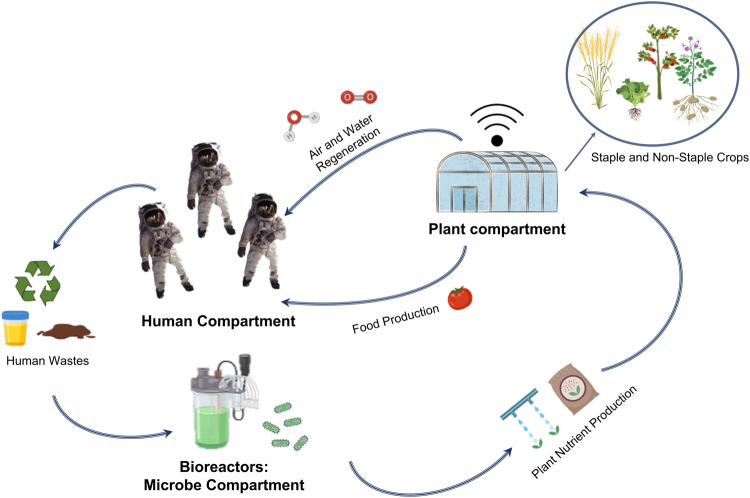 Air and Water
Regeneration
O
O
H
H
Staple and Non-Staple Crops
Plant compartment
Human Compartment
Food Production
Human Wastes
Plant Nutrient Production
Bioreactors:
Microbe Compartment